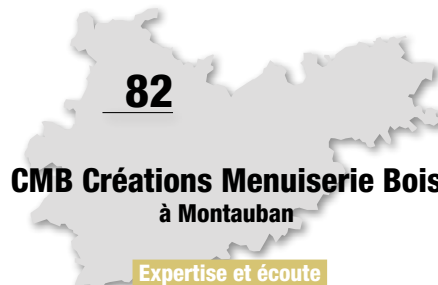 82
CMB Créations Menuiserie Bois
à Montauban
Expertise et écoute